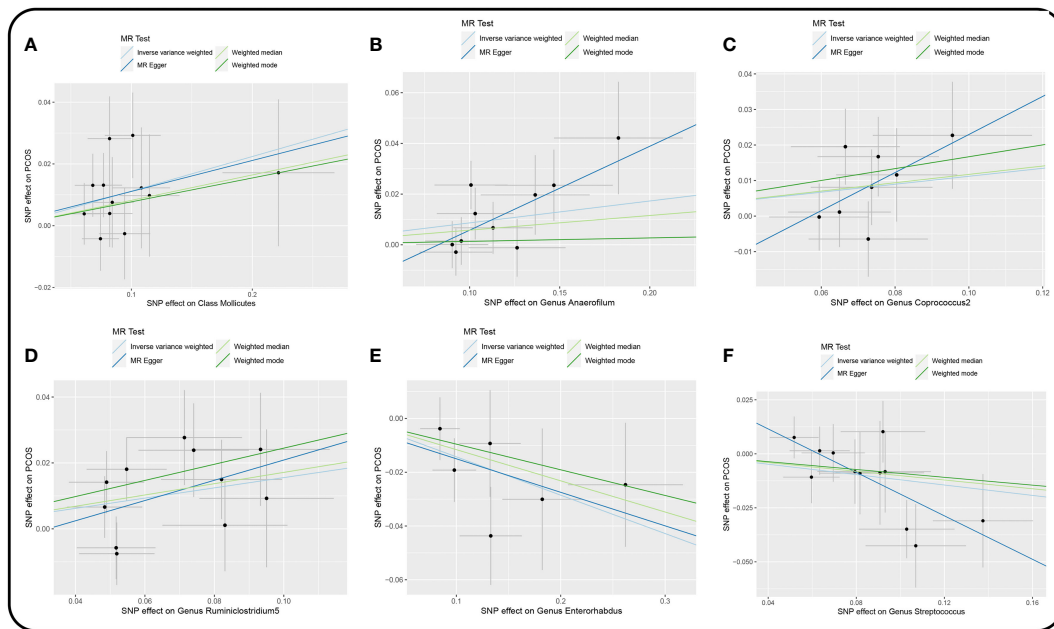 A
MR Test
Inverse variance weighted Weighted median
MR Egger Weighted mode
SNP effect on PCOS
0.04
0.02
0.00
−0.02
0.1 0.2
SNP effect on Class Mollicutes
B
MR Test
Inverse variance weighted Weighted median
MR Egger Weighted mode
SNP effect on PCOS
0.06
0.04
0.02
0.00
0.10 0.15 0.20
SNP effect on Genus Anaerofilum
C
MR Test
Inverse variance weighted Weighted median
MR Egger Weighted mode
SNP effect on PCOS
0.04
0.03
0.02
0.01
0.00
−0.01
0.06 0.08 0.10 0.12
SNP effect on Genus Coprococcus2
D
MR Test
Inverse variance weighted Weighted median
MR Egger Weighted mode
SNP effect on PCOS
0.04
0.02
0.00
0.04 0.06 0.08 0.10
SNP effect on Genus Ruminiclostridium5
E
MR Test
Inverse variance weighted Weighted median
MR Egger Weighted mode
SNP effect on PCOS
0.00
−0.02
−0.04
−0.06
0.1 0.2 0.3
SNP effect on Genus Enterorhabdus
F
MR Test
Inverse variance weighted Weighted median
MR Egger Weighted mode
SNP effect on PCOS
0.025
0.000
−0.025
−0.050
0.04 0.08 0.12 0.16
SNP effect on Genus Streptococcus